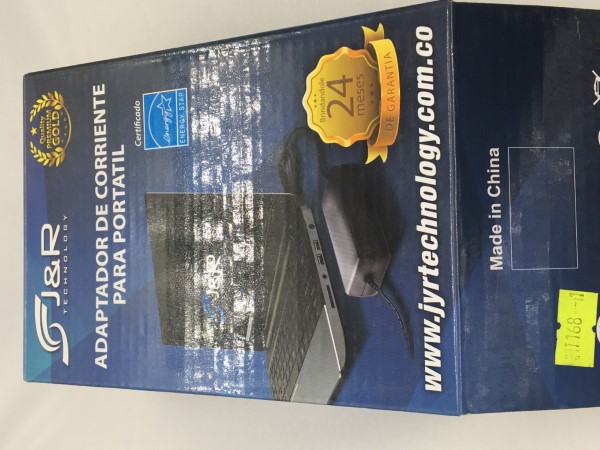 J&R
TECHNOLOGY
Quality
PREMIUM
GOLD
ADAPTADOR DE CORRIENTE
PARA PORTATIL
Certificado
energy
ENERGY STAR
Brindandole
24
meses
DE GARANTIA
www.jyrtechnology.com.co
Made in China